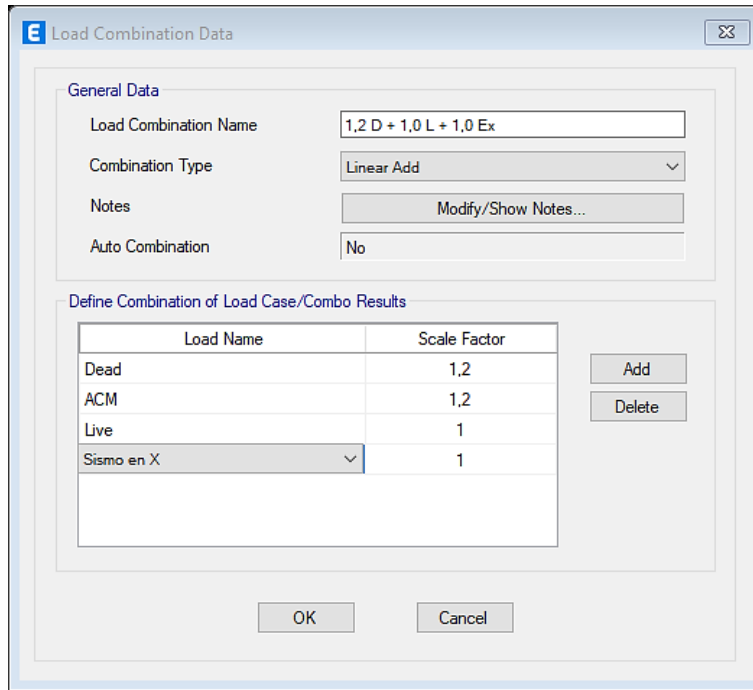 E Load Combination Data
General Data
Load Combination Name 1,2 D + 1,0 L + 1,0 Ex
Combination Type Linear Add
Notes Modify/Show Notes...
Auto Combination No
Define Combination of Load Case/Combo Results
Load Name Scale Factor
Dead 1,2 Add
ACM 1,2 Delete
Live 1
Sismo en X 1
OK Cancel